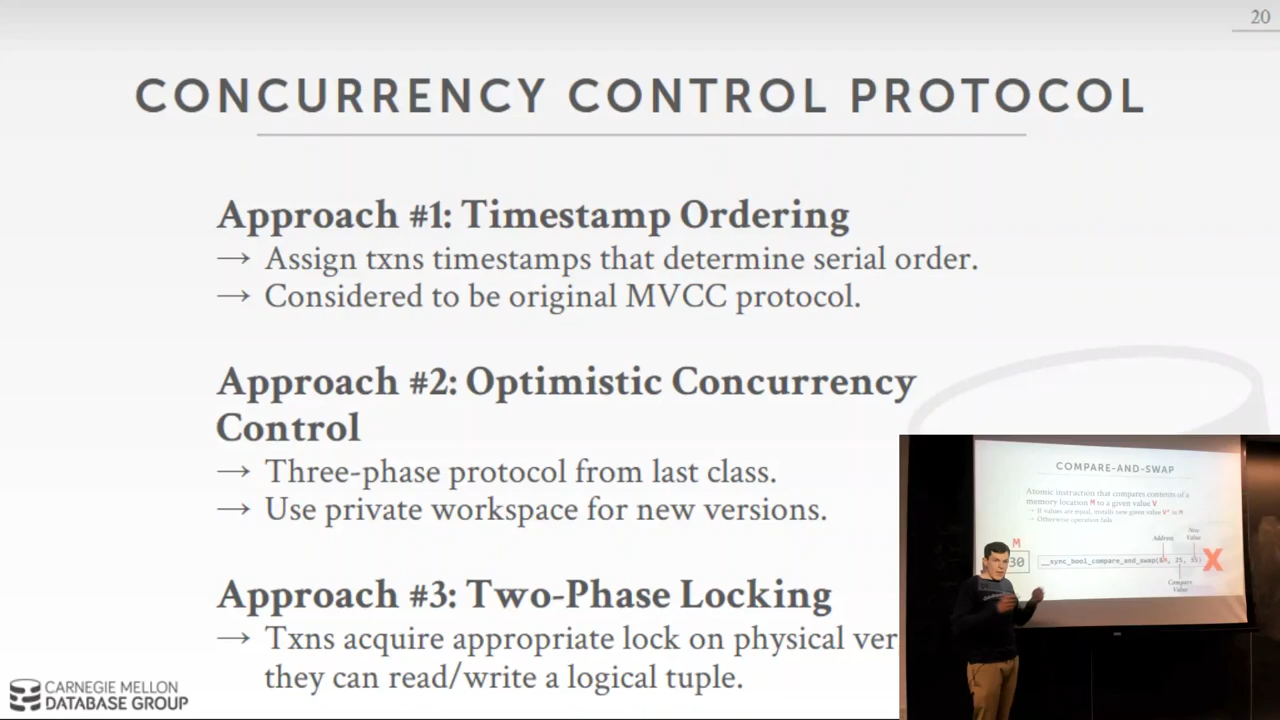 20
CONCURRENCY CONTROL PROTOCOL
Approach #1: Timestamp Ordering
→ Assign txns timestamps that determine serial order.
→ Considered to be original MVCC protocol.
Approach #2: Optimistic Concurrency
Control
→ Three-phase protocol from last class.
→ Use private workspace for new versions.
Approach #3: Two-Phase Locking
→ Txns acquire appropriate lock on physical ver
they can read/write a logical tuple.
CARNEGIE MELLON
DATABASE GROUP
COMPARE-AND-SWAP
Atomic instruction that compares contents of a
memory location M to a given value V
→ If values are equal, installs new given value V' in M
→ Otherwise operation fails
New
Value
Address
M
30
__sync_bool_compare_and_swap(&M, 25, 35)
X
Compare
Value